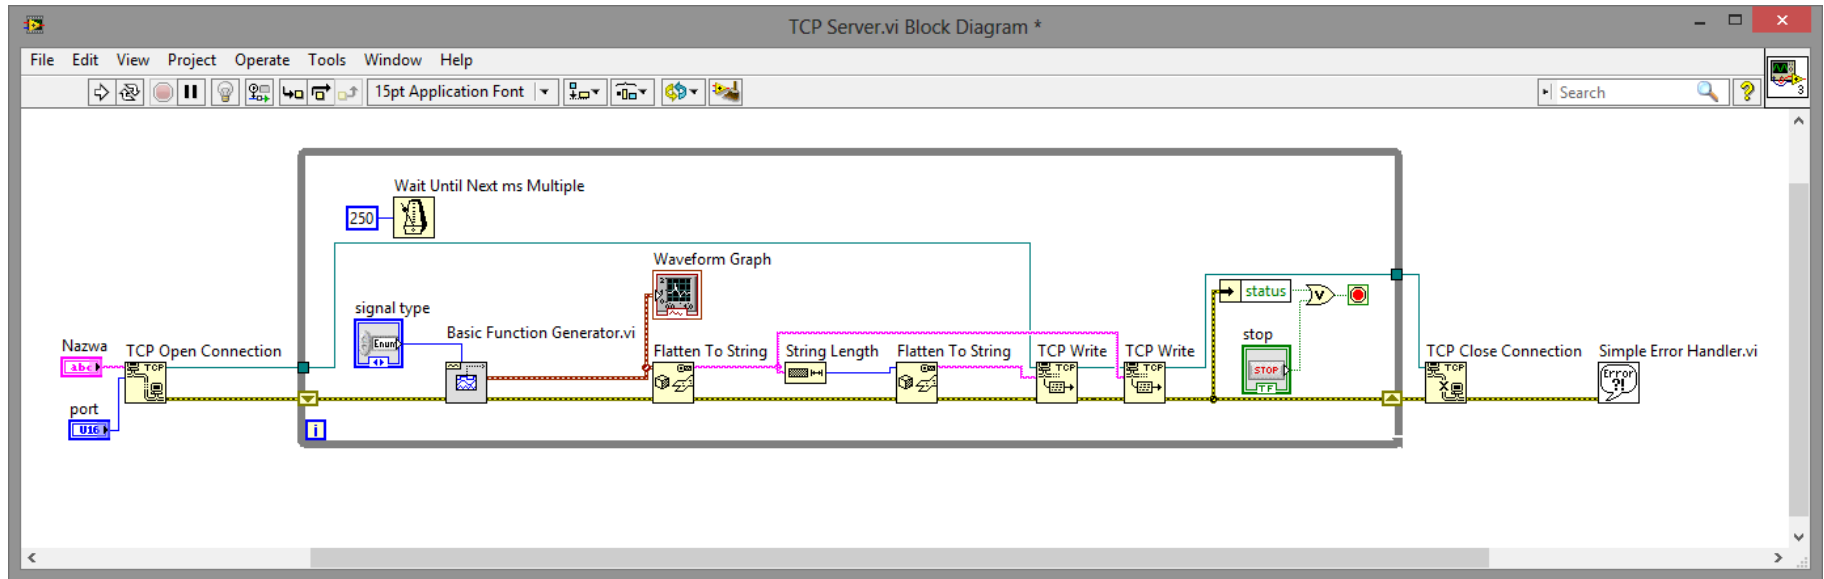 TCP Server.vi Block Diagram *
File Edit View Project Operate Tools Window Help
15pt Application Font
Search
3
Wait Until Next ms Multiple
250
Waveform Graph
signal type
Enum
Basic Function Generator.vi
status
stop
STOP
TF
Nazwa
abc
TCP Open Connection
TCP
Flatten To String
String Length
Flatten To String
TCP Write
TCP
TCP Write
TCP
TCP Close Connection
TCP
Simple Error Handler.vi
Error
?!
port
U16
i